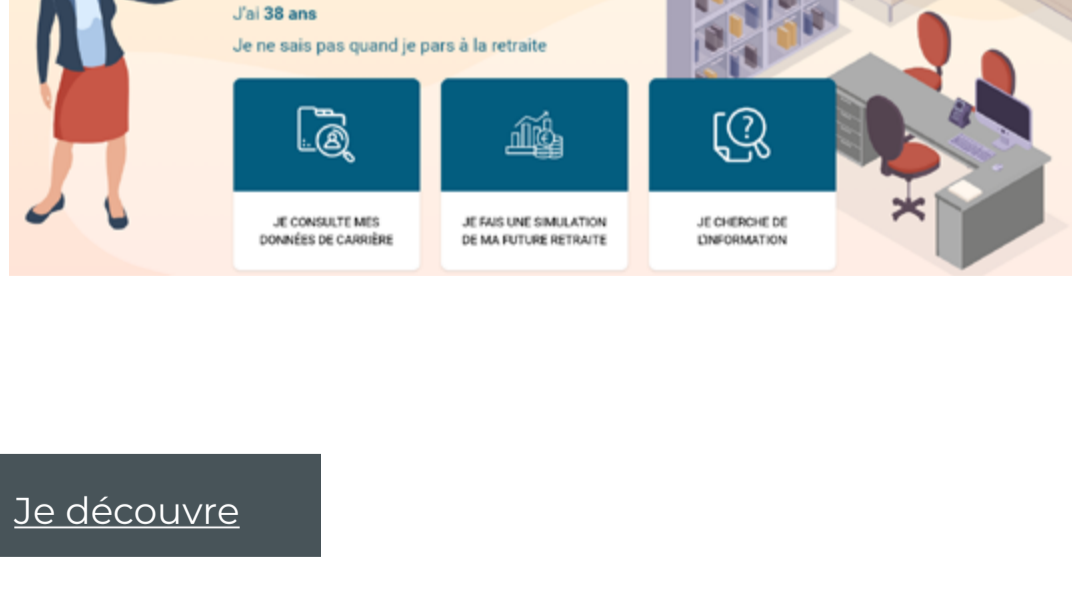 J'ai 38 ans
Je ne sais pas quand je pars à la retraite
JE CONSULTE MES
DONNÉES DE CARRIÈRE
JE FAIS UNE SIMULATION
DE MA FUTURE RETRAITE
JE CHERCHE DE
L'INFORMATION
Je découvre